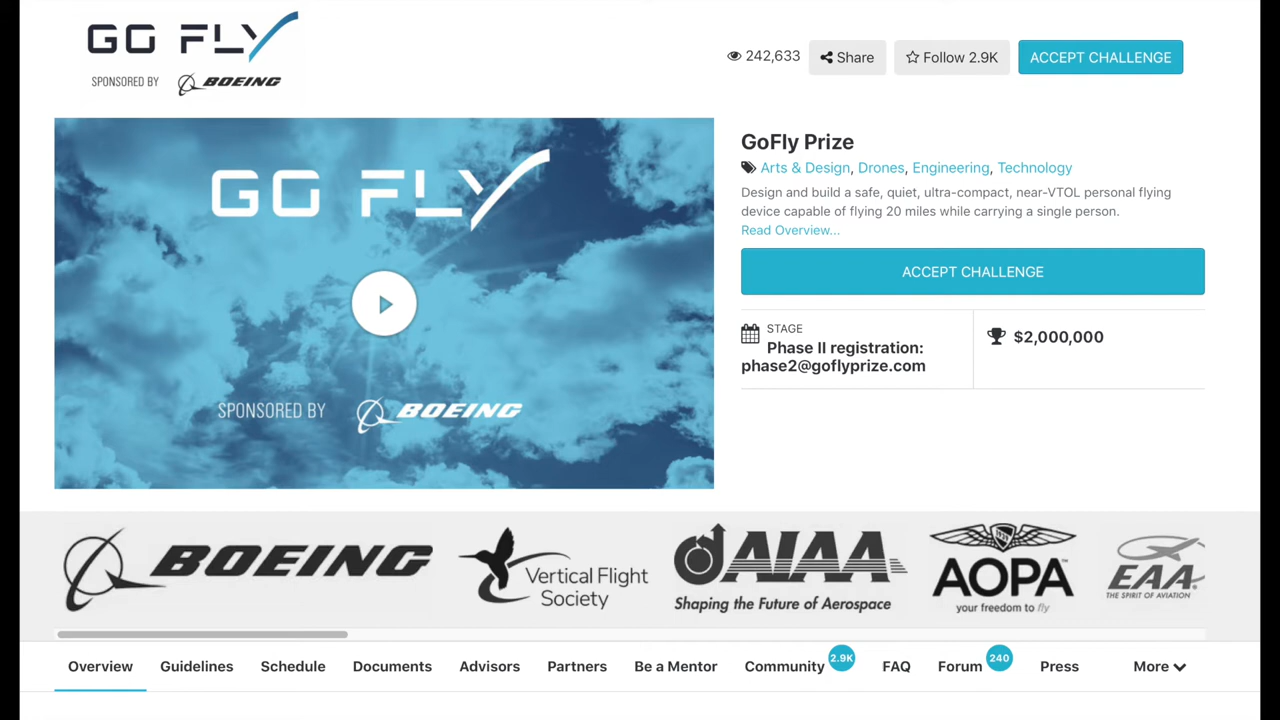 GO FLY
SPONSORED BY BOEING
242,633
Share
Follow 2.9K
ACCEPT CHALLENGE
GO FLY
SPONSORED BY BOEING
GoFly Prize
Arts & Design, Drones, Engineering, Technology
Design and build a safe, quiet, ultra-compact, near-VTOL personal flying
device capable of flying 20 miles while carrying a single person.
Read Overview...
ACCEPT CHALLENGE
STAGE
Phase II registration:
phase2@goflyprize.com
$2,000,000
BOEING
Vertical Flight
Society
AIAA
Shaping the Future of Aerospace
AOPA
your freedom to fly
EAA
THE SPIRIT OF AVIATION
Overview
Guidelines
Schedule
Documents
Advisors
Partners
Be a Mentor
Community 2.9K
FAQ
Forum 240
Press
More